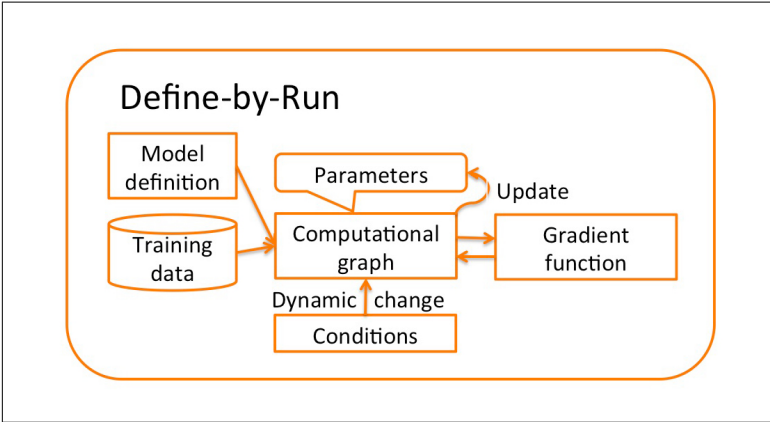 Define-by-Run
Model
definition
Parameters
Update
Training
data
Computational
graph
Gradient
function
Dynamic change
Conditions